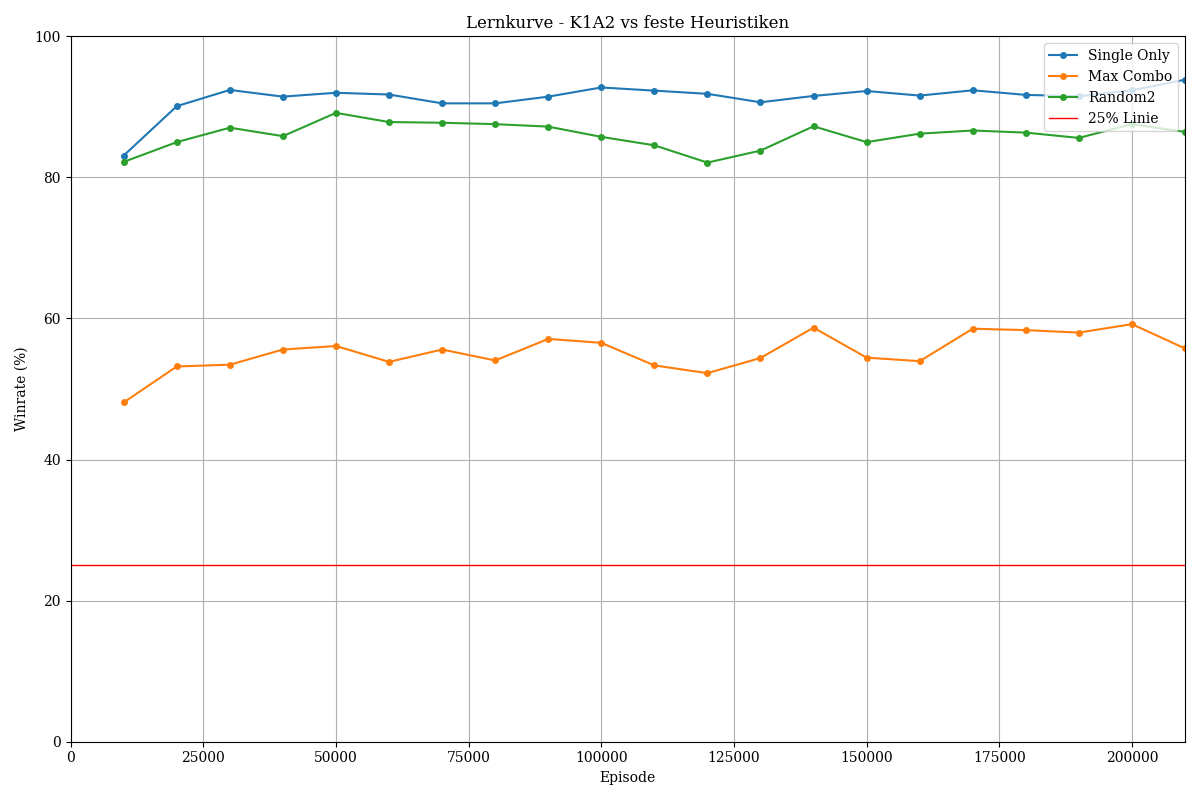 Lernkurve - K1A2 vs feste Heuristiken
100
80
60
40
20
0
Winrate (%)
Single Only
Max Combo
Random2
25% Linie
0 25000 50000 75000 100000 125000 150000 175000 200000
Episode